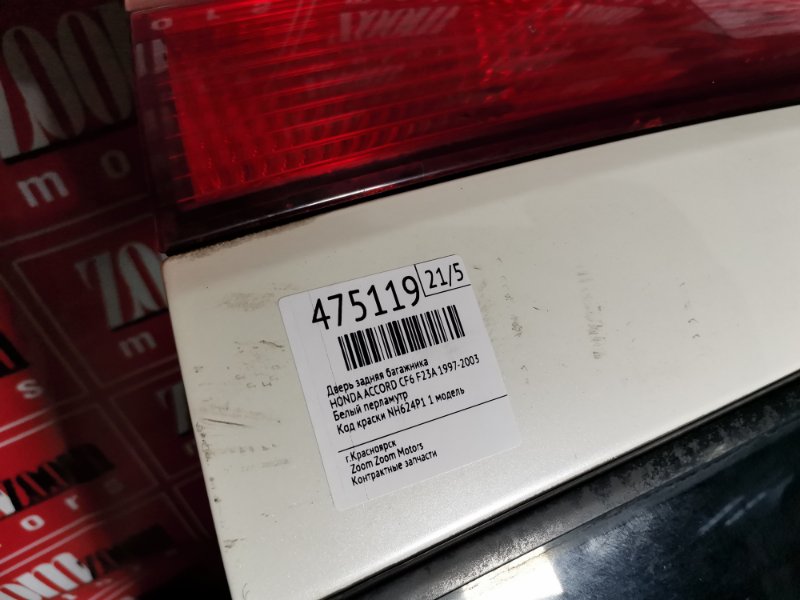 475119 21/5
Дверь задняя багажника
HONDA ACCORD CF6 F23A 1997-2003
Белый перламутр
Код краски NH624P1 1 модель
г.Красноярск
Zoom Zoom Motors
Контрактные запчасти